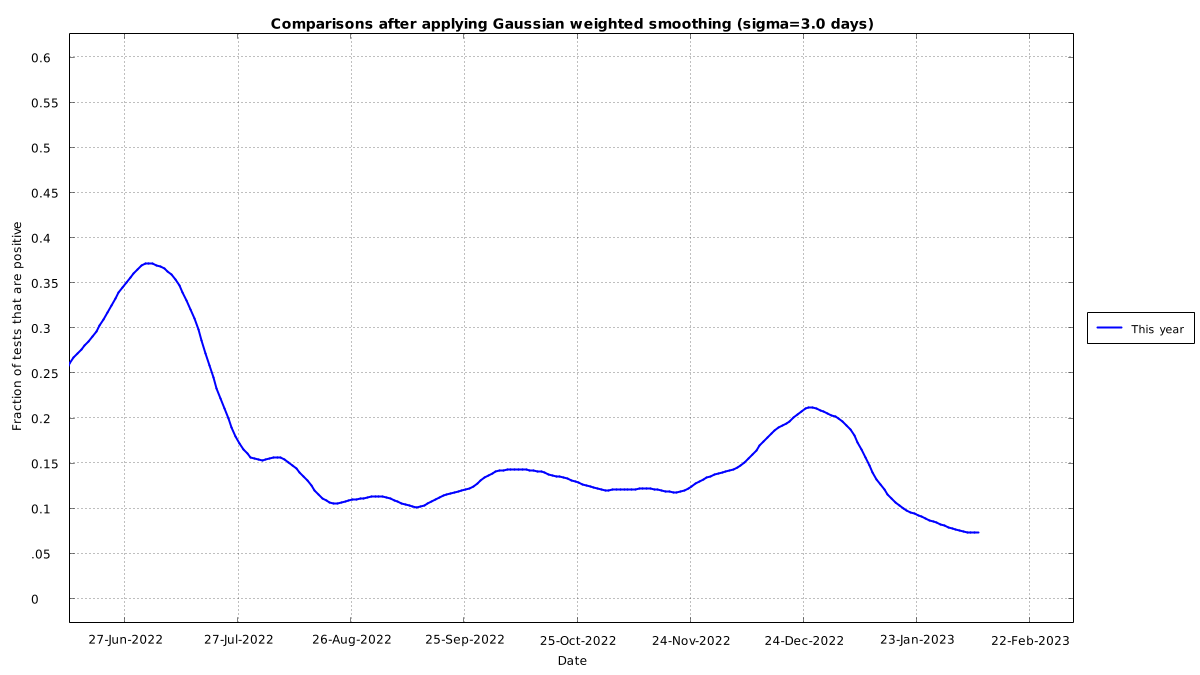 Comparisons after applying Gaussian weighted smoothing (sigma=3.0 days)
0.6
0.55
0.5
0.45
0.4
0.35
0.3
0.25
0.2
0.15
0.1
.05
0
Fraction of tests that are positive
This year
27-Jun-2022 27-Jul-2022 26-Aug-2022 25-Sep-2022 25-Oct-2022 24-Nov-2022 24-Dec-2022 23-Jan-2023 22-Feb-2023
Date